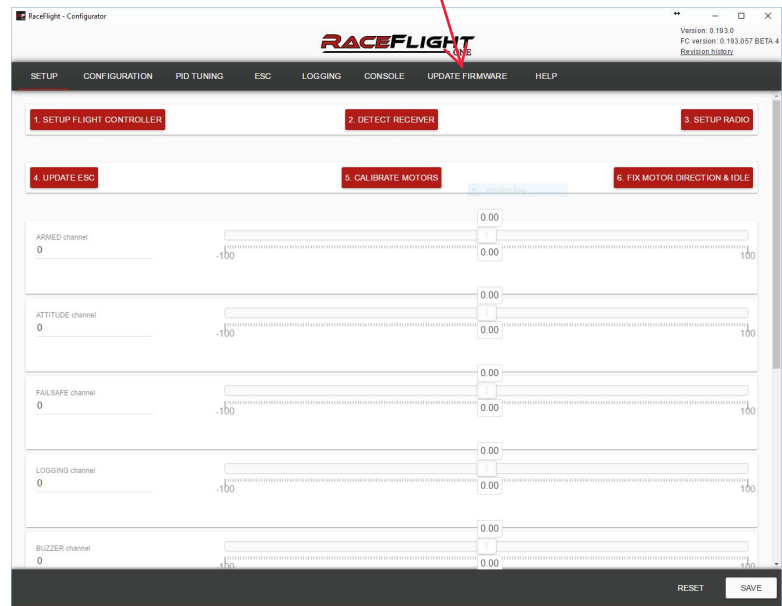 RaceFlight - Configurator
RACEFLIGHT
ONE
Version: 0.193.0
FC version: 0.193.057 BETA 4
Revision history
SETUP CONFIGURATION PID TUNING ESC LOGGING CONSOLE UPDATE FIRMWARE HELP
1. SETUP FLIGHT CONTROLLER 2. DETECT RECEIVER 3. SETUP RADIO
4. UPDATE ESC 5. CALIBRATE MOTORS 6. FIX MOTOR DIRECTION & IDLE
0.00
ARMED channel
0
-100 0.00 100
0.00
ATTITUDE channel
0
-100 0.00 100
0.00
FAILSAFE channel
0
-100 0.00 100
0.00
LOGGING channel
0
-100 0.00 100
0.00
BUZZER channel
0
-100 0.00 100
RESET SAVE